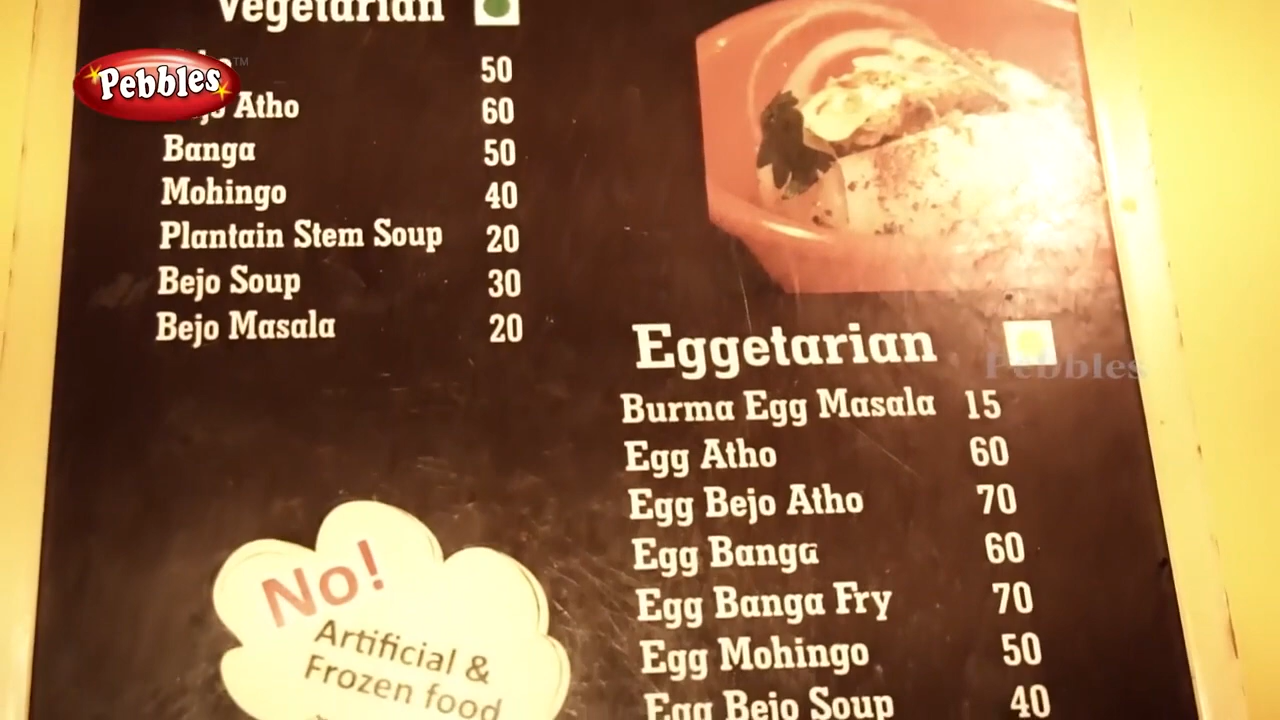 Vegetarian
Pebbles™
50
Atho
60
Banga
50
Mohingo
40
Plantain Stem Soup
20
Bejo Soup
30
Bejo Masala
20
Eggetarian
Pebbles
Burma Egg Masala
15
Egg Atho
60
Egg Bejo Atho
70
Egg Banga
60
Egg Banga Fry
70
Egg Mohingo
50
Egg Bejo Soup
40
No!
Artificial &
Frozen food